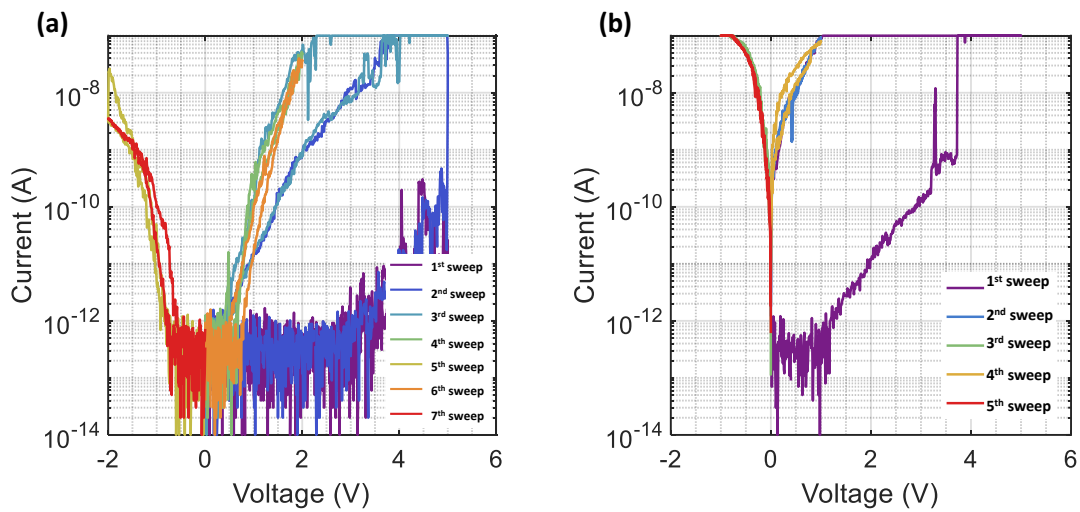 (a)
Current (A)
10⁻⁸
10⁻¹⁰
10⁻¹²
10⁻¹⁴
-2
0
2
4
6
Voltage (V)
1st sweep
2nd sweep
3rd sweep
4th sweep
5th sweep
6th sweep
7th sweep
(b)
Current (A)
10⁻⁸
10⁻¹⁰
10⁻¹²
10⁻¹⁴
-2
0
2
4
6
Voltage (V)
1st sweep
2nd sweep
3rd sweep
4th sweep
5th sweep